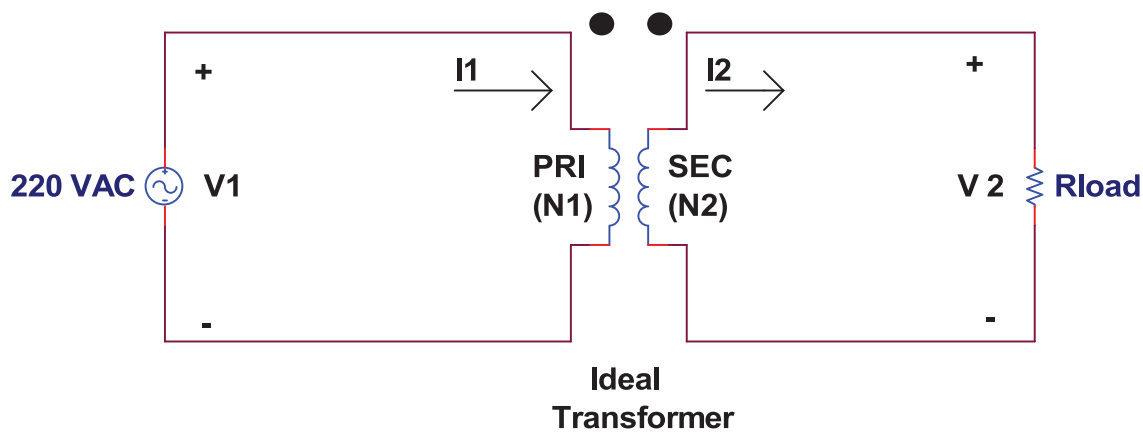 +
I1
I2
+
220 VAC
V1
PRI
(N1)
SEC
(N2)
V 2
Rload
-
-
Ideal
Transformer